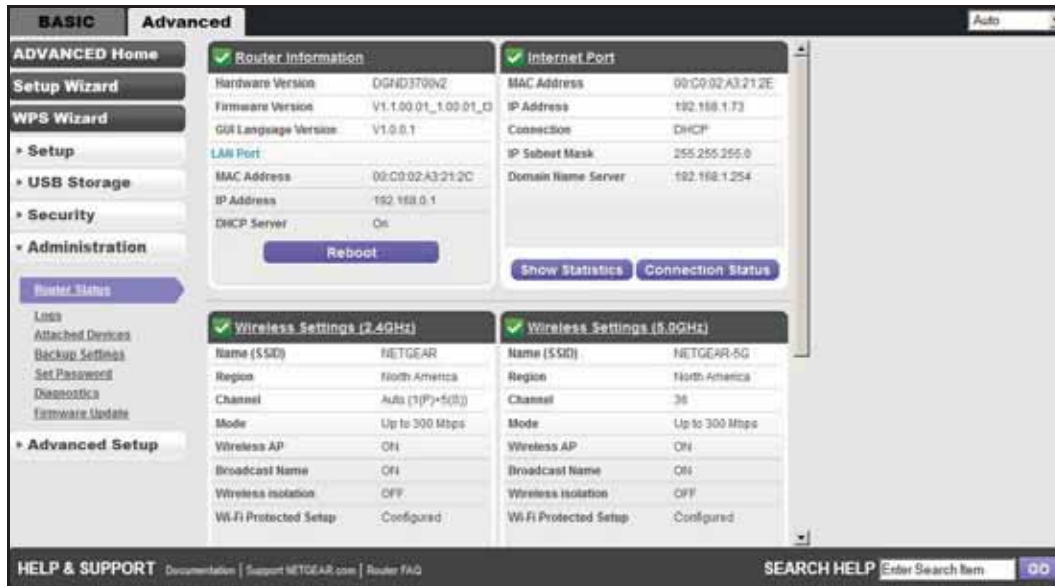 BASIC
Advanced
Auto
ADVANCED Home
Setup Wizard
WPS Wizard
Setup
USB Storage
Security
Administration
Router Status
Logs
Attached Devices
Backup Settings
Set Password
Diagnostics
Firmware Update
Advanced Setup
Router Information
Hardware Version DGND3700v2
Firmware Version V1.1.00.01_1.00.01_t3
GUI Language Version V1.0.0.1
LAN Port
MAC Address 00:C0:02:A3:21:2C
IP Address 192.168.0.1
DHCP Server On
Reboot
Internet Port
MAC Address 00:C0:02:A3:21:2E
IP Address 192.168.1.73
Connection DHCP
IP Subnet Mask 255.255.255.0
Domain Name Server 192.168.1.254
Show Statistics Connection Status
Wireless Settings (2.4GHz)
Name (SSID) NETGEAR
Region North America
Channel Auto (1(P)+5(S))
Mode Up to 300 Mbps
Wireless AP ON
Broadcast Name ON
Wireless isolation OFF
Wi-Fi Protected Setup Configured
Wireless Settings (5.0GHz)
Name (SSID) NETGEAR-5G
Region North America
Channel 36
Mode Up to 300 Mbps
Wireless AP ON
Broadcast Name ON
Wireless isolation OFF
Wi-Fi Protected Setup Configured
HELP & SUPPORT Documentation | Support NETGEAR.com | Router FAQ
SEARCH HELP Enter Search Item GO